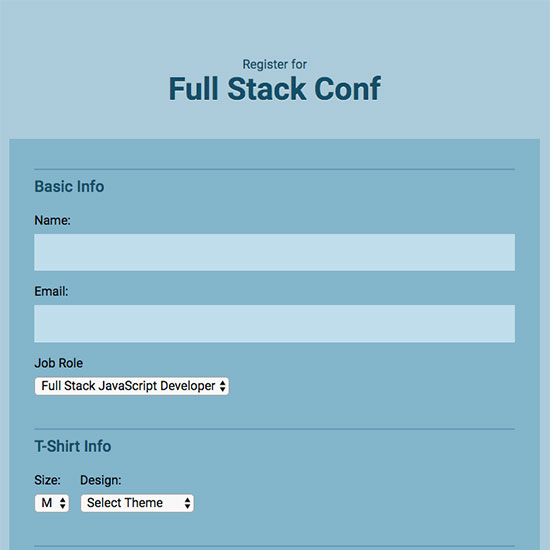 Register for
Full Stack Conf
Basic Info
Name:
Email:
Job Role
Full Stack JavaScript Developer
T-Shirt Info
Size: Design:
M Select Theme